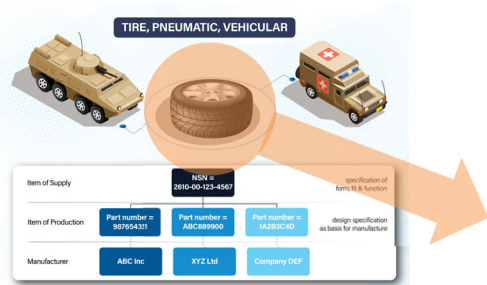 TIRE, PNEUMATIC, VEHICULAR
Item of Supply
NSN =
2610-00-123-4567
specification of
form, fit & function
Item of Production
Part number =
987654321
Part number =
ABC889900
Part number =
1A2B3C4D
design specification
as basis for manufacture
Manufacturer
ABC Inc
XYZ Ltd
Company DEF